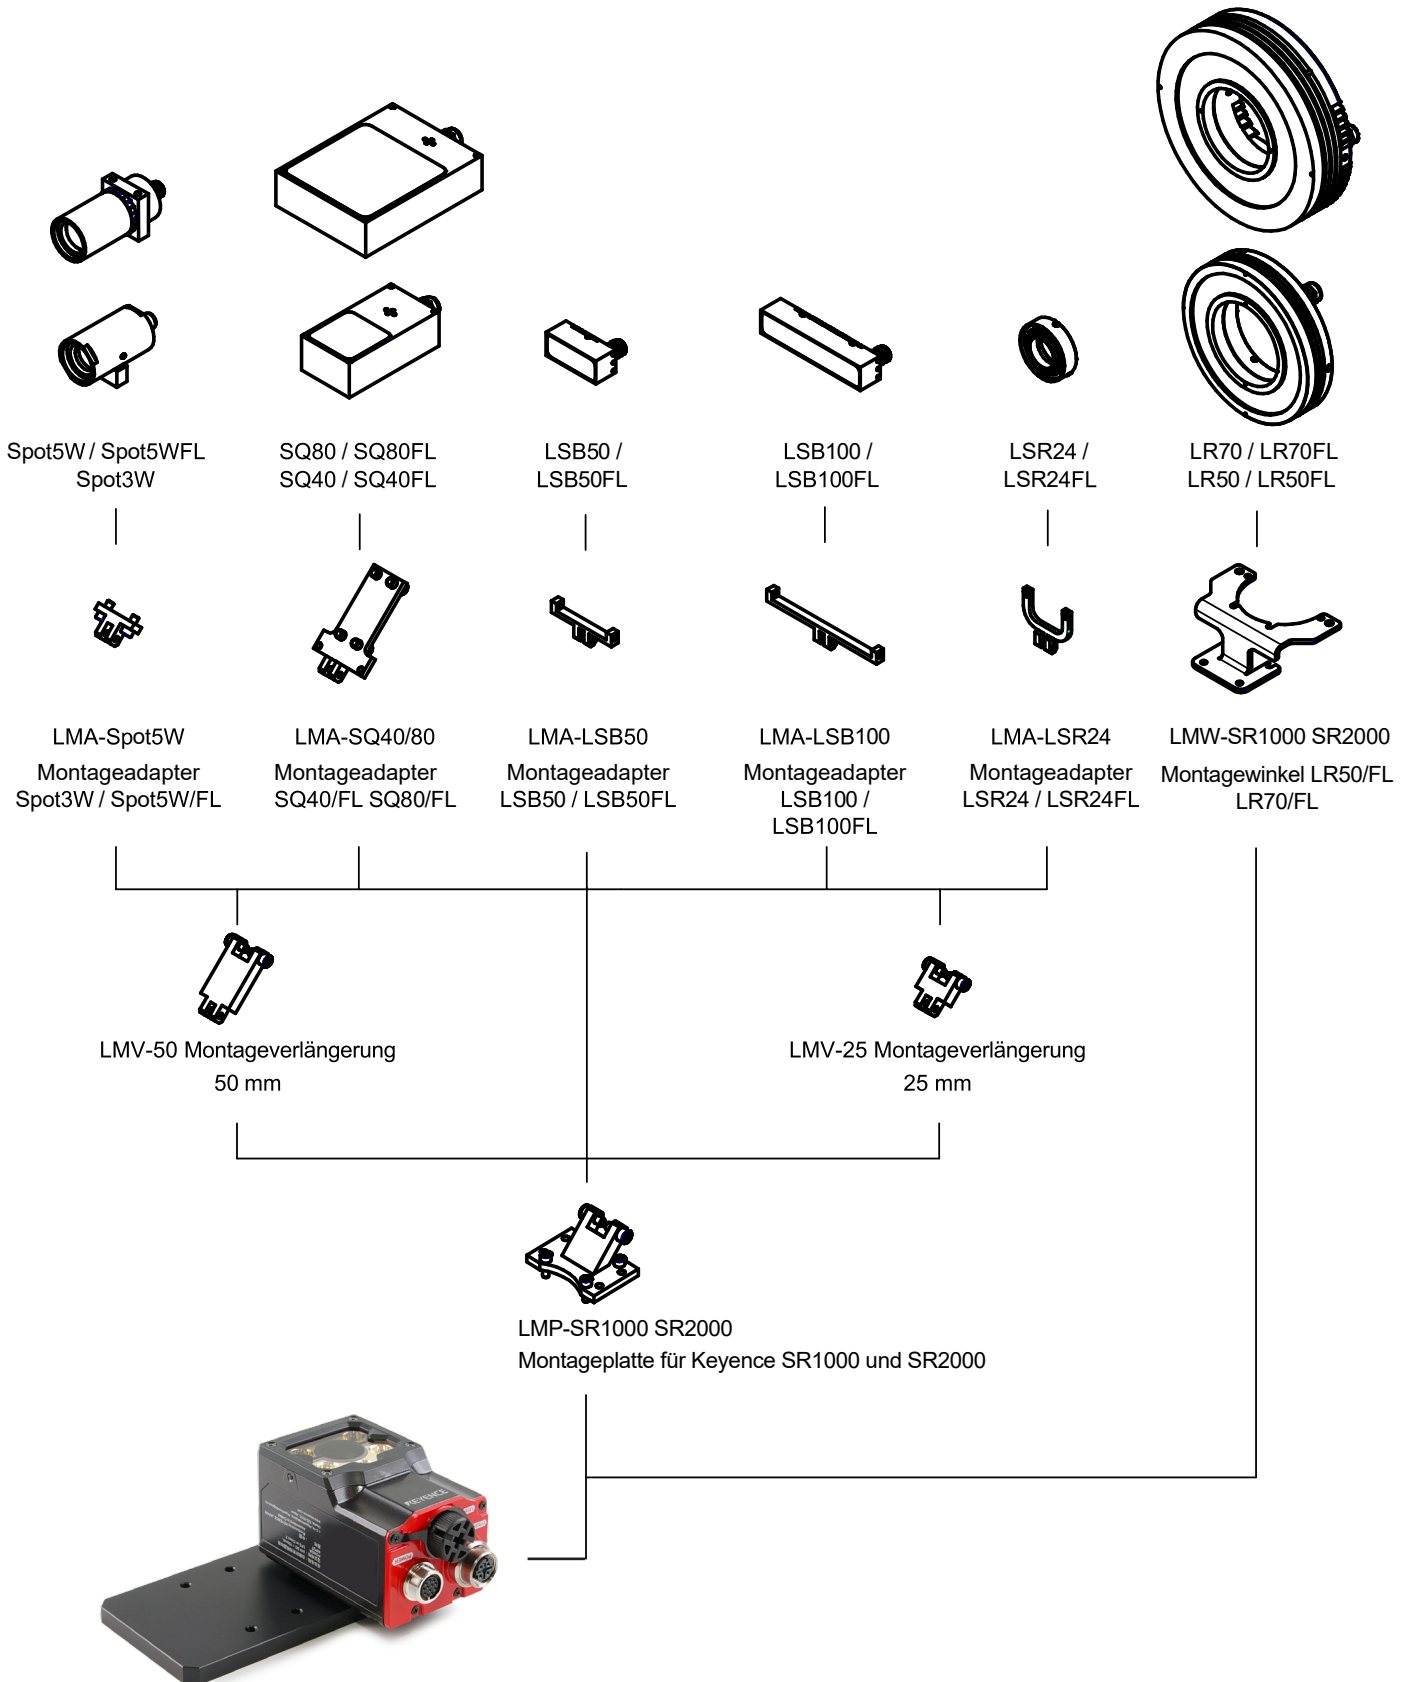 Spot5W / Spot5WFL
Spot3W
SQ80 / SQ80FL
SQ40 / SQ40FL
LSB50 /
LSB50FL
LSB100 /
LSB100FL
LSR24 /
LSR24FL
LR70 / LR70FL
LR50 / LR50FL
LMA-Spot5W
Montageadapter
Spot3W / Spot5W/FL
LMA-SQ40/80
Montageadapter
SQ40/FL SQ80/FL
LMA-LSB50
Montageadapter
LSB50 / LSB50FL
LMA-LSB100
Montageadapter
LSB100 /
LSB100FL
LMA-LSR24
Montageadapter
LSR24 / LSR24FL
LMW-SR1000 SR2000
Montagewinkel LR50/FL
LR70/FL
LMV-50 Montageverlängerung
50 mm
LMV-25 Montageverlängerung
25 mm
LMP-SR1000 SR2000
Montageplatte für Keyence SR1000 und SR2000
KEYENCE